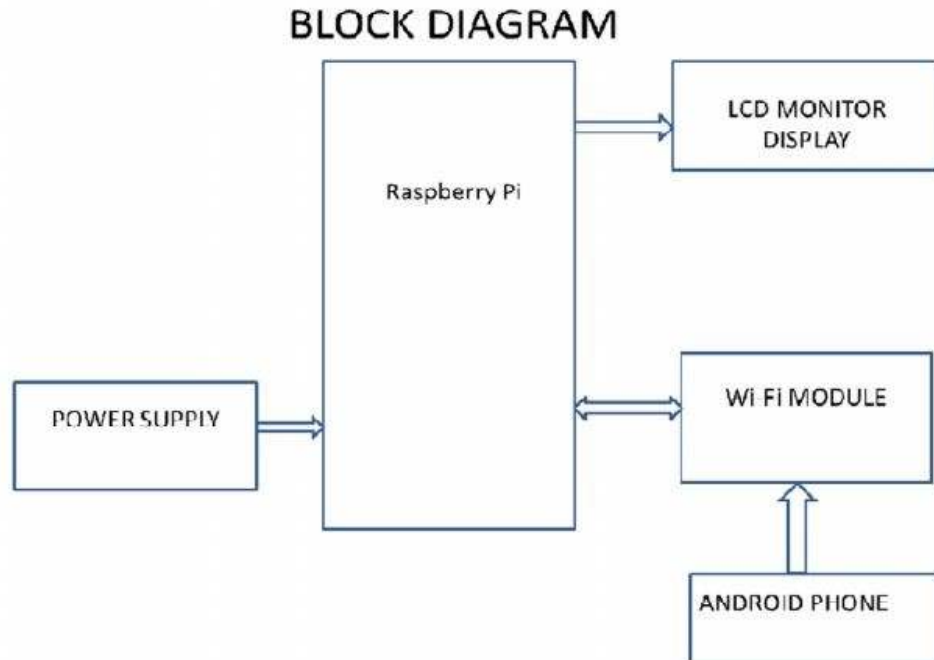 BLOCK DIAGRAM
LCD MONITOR
DISPLAY
Raspberry Pi
POWER SUPPLY
Wi-Fi MODULE
ANDROID PHONE